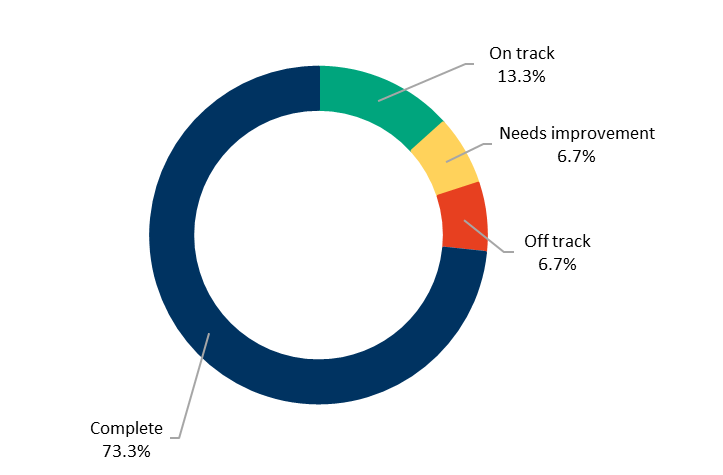 On track
13.3%
Needs improvement
6.7%
Off track
6.7%
Complete
73.3%